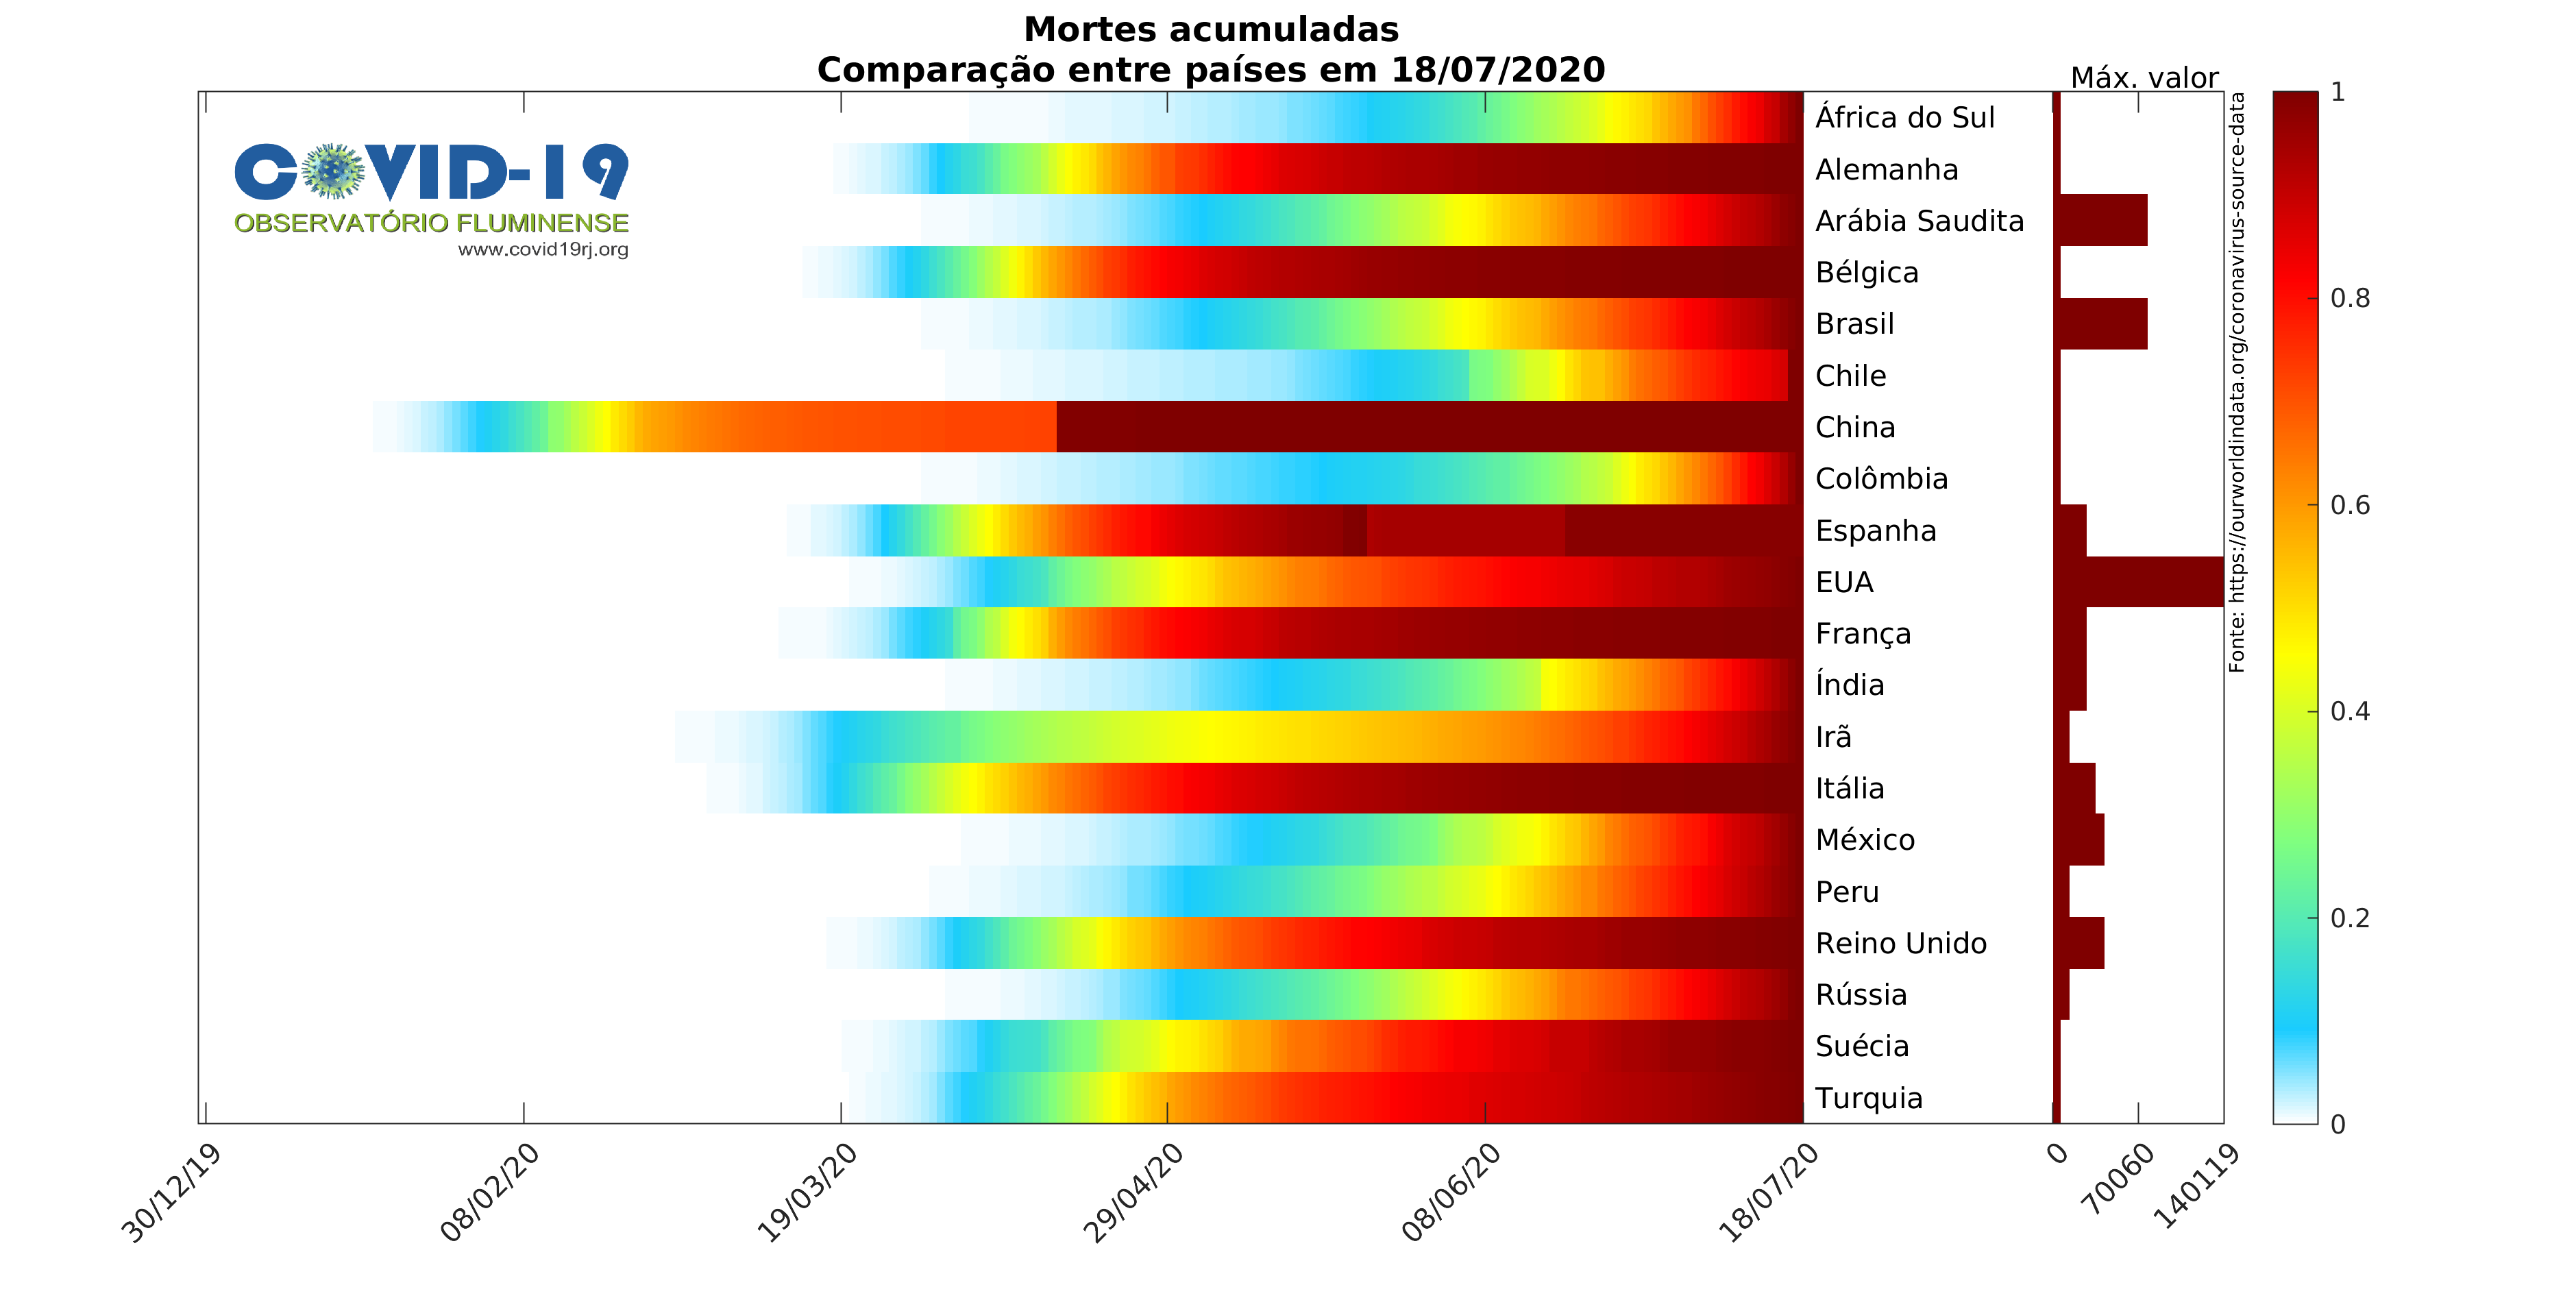 Mortes acumuladas
Comparação entre países em 18/07/2020
Máx. valor
COVID-19
OBSERVATÓRIO FLUMINENSE
www.covid19rj.org
África do Sul
Alemanha
Arábia Saudita
Bélgica
Brasil
Chile
China
Colômbia
Espanha
EUA
França
Índia
Irã
Itália
México
Peru
Reino Unido
Rússia
Suécia
Turquia
Fonte: https://ourworldindata.org/coronavirus-source-data
1
0.8
0.6
0.4
0.2
0
30/12/19
08/02/20
19/03/20
29/04/20
08/06/20
18/07/20
0
70060
140119